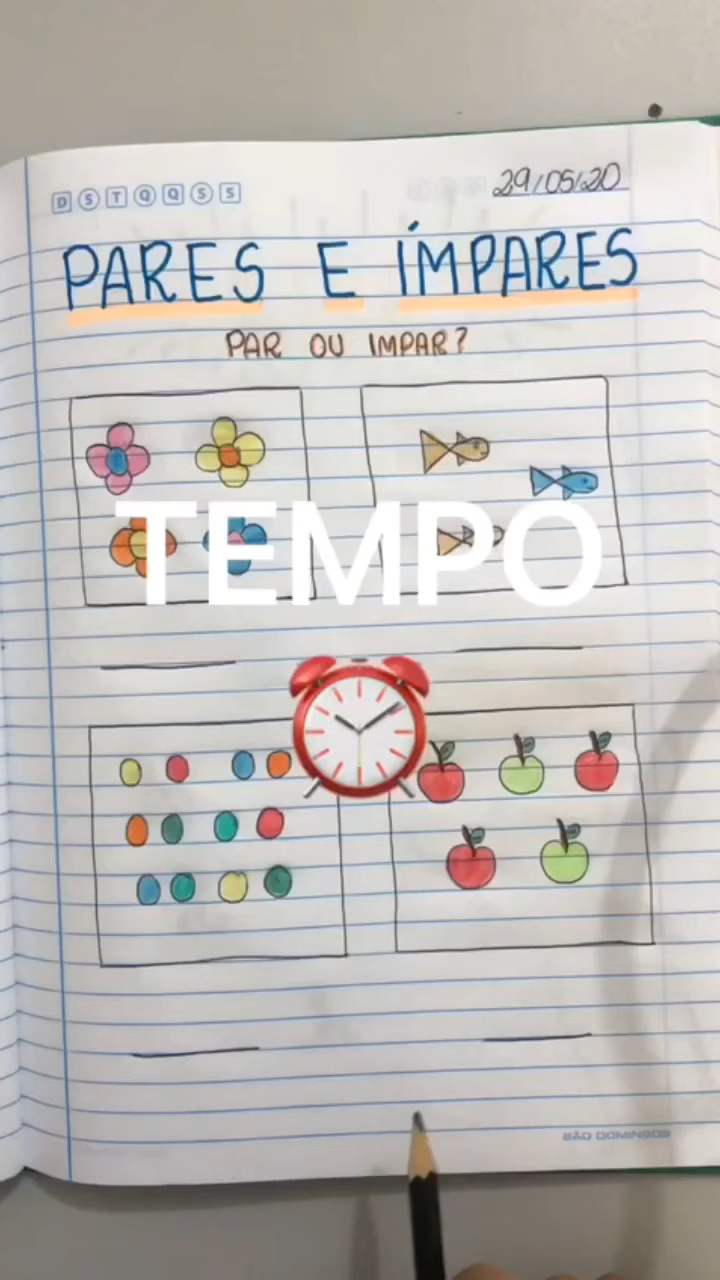 D S T Q Q S S
29/05/20
PARES E ÍMPARES
PAR OU IMPAR?
TEMPO
SÃO DOMINGOS